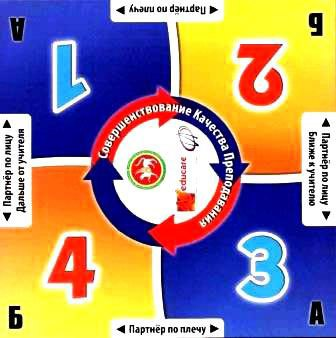 Партнёр по плечу
А
Б
1
2
Партнёр по лицу
Дальше от учителя
Совершенствование Качества Преподавания
educare
Партнёр по лицу
Ближе к учителю
4
3
Б
А
Партнёр по плечу